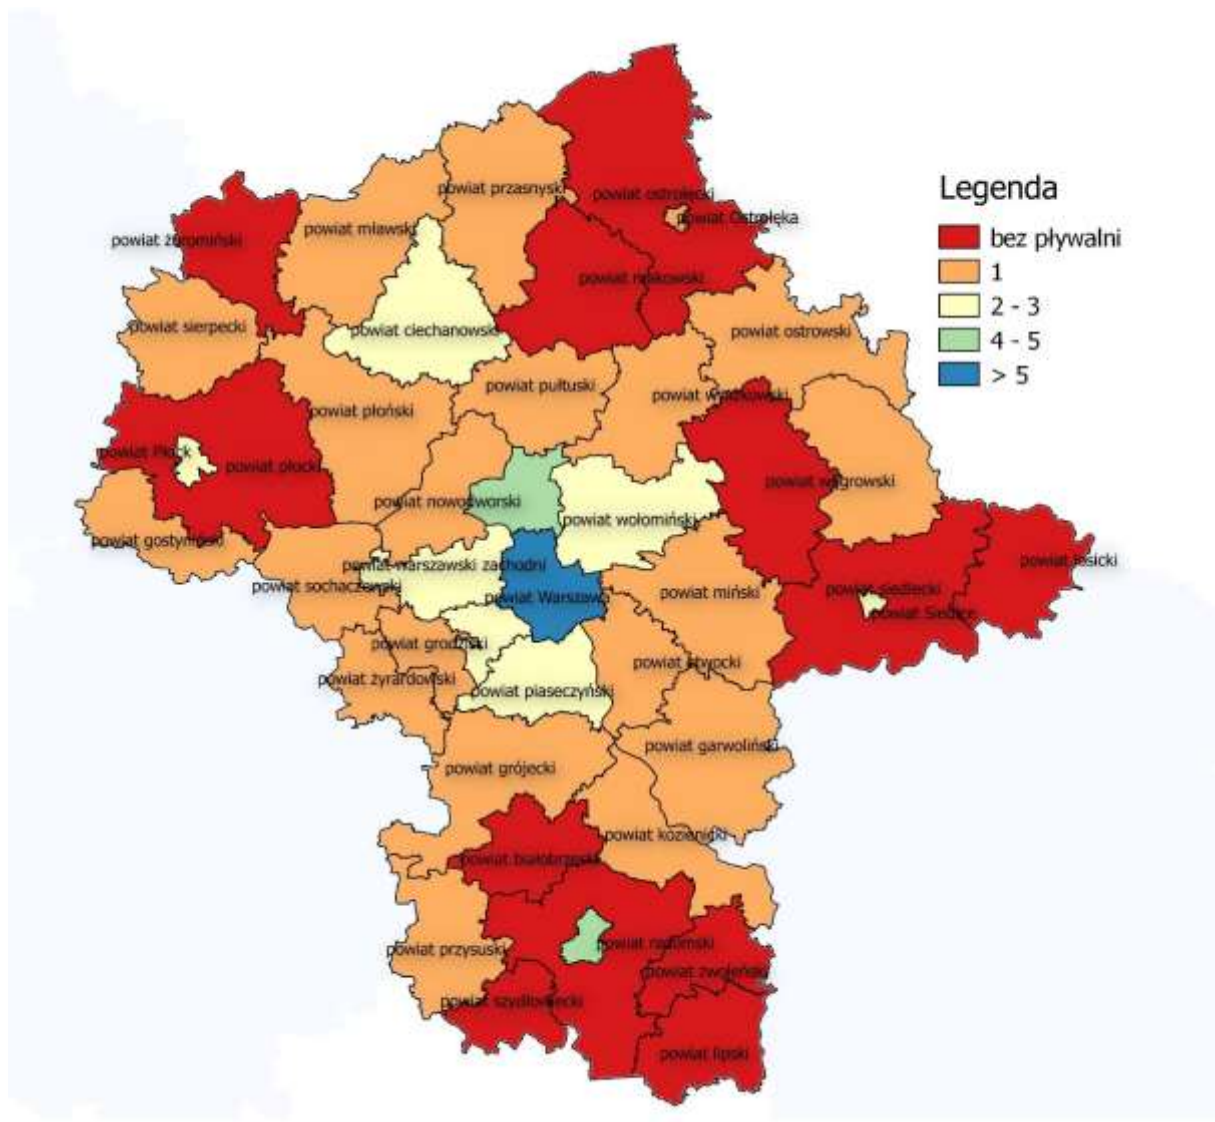 Legenda
bez pływalni
1
2 - 3
4 - 5
> 5
powiat przasnyski
powiat ostrołęcki
powiat Ostrołęka
powiat mławski
powiat żuromiński
powiat makowski
powiat sierpecki
powiat ciechanowski
powiat ostrowski
powiat pułtuski
powiat wyszkowski
powiat płoński
powiat Płock
powiat płocki
powiat węgrowski
powiat nowodworski
powiat wołomiński
powiat gostyniński
powiat warszawski zachodni
powiat łosicki
powiat sochaczewski
powiat Warszawa
powiat miński
powiat siedlecki
powiat Siedlce
powiat grodziski
powiat otwocki
powiat żyrardowski
powiat piaseczyński
powiat garwoliński
powiat grójecki
powiat kozienicki
powiat białobrzeski
powiat przysuski
powiat radomski
powiat zwoleński
powiat szydłowiecki
powiat lipski